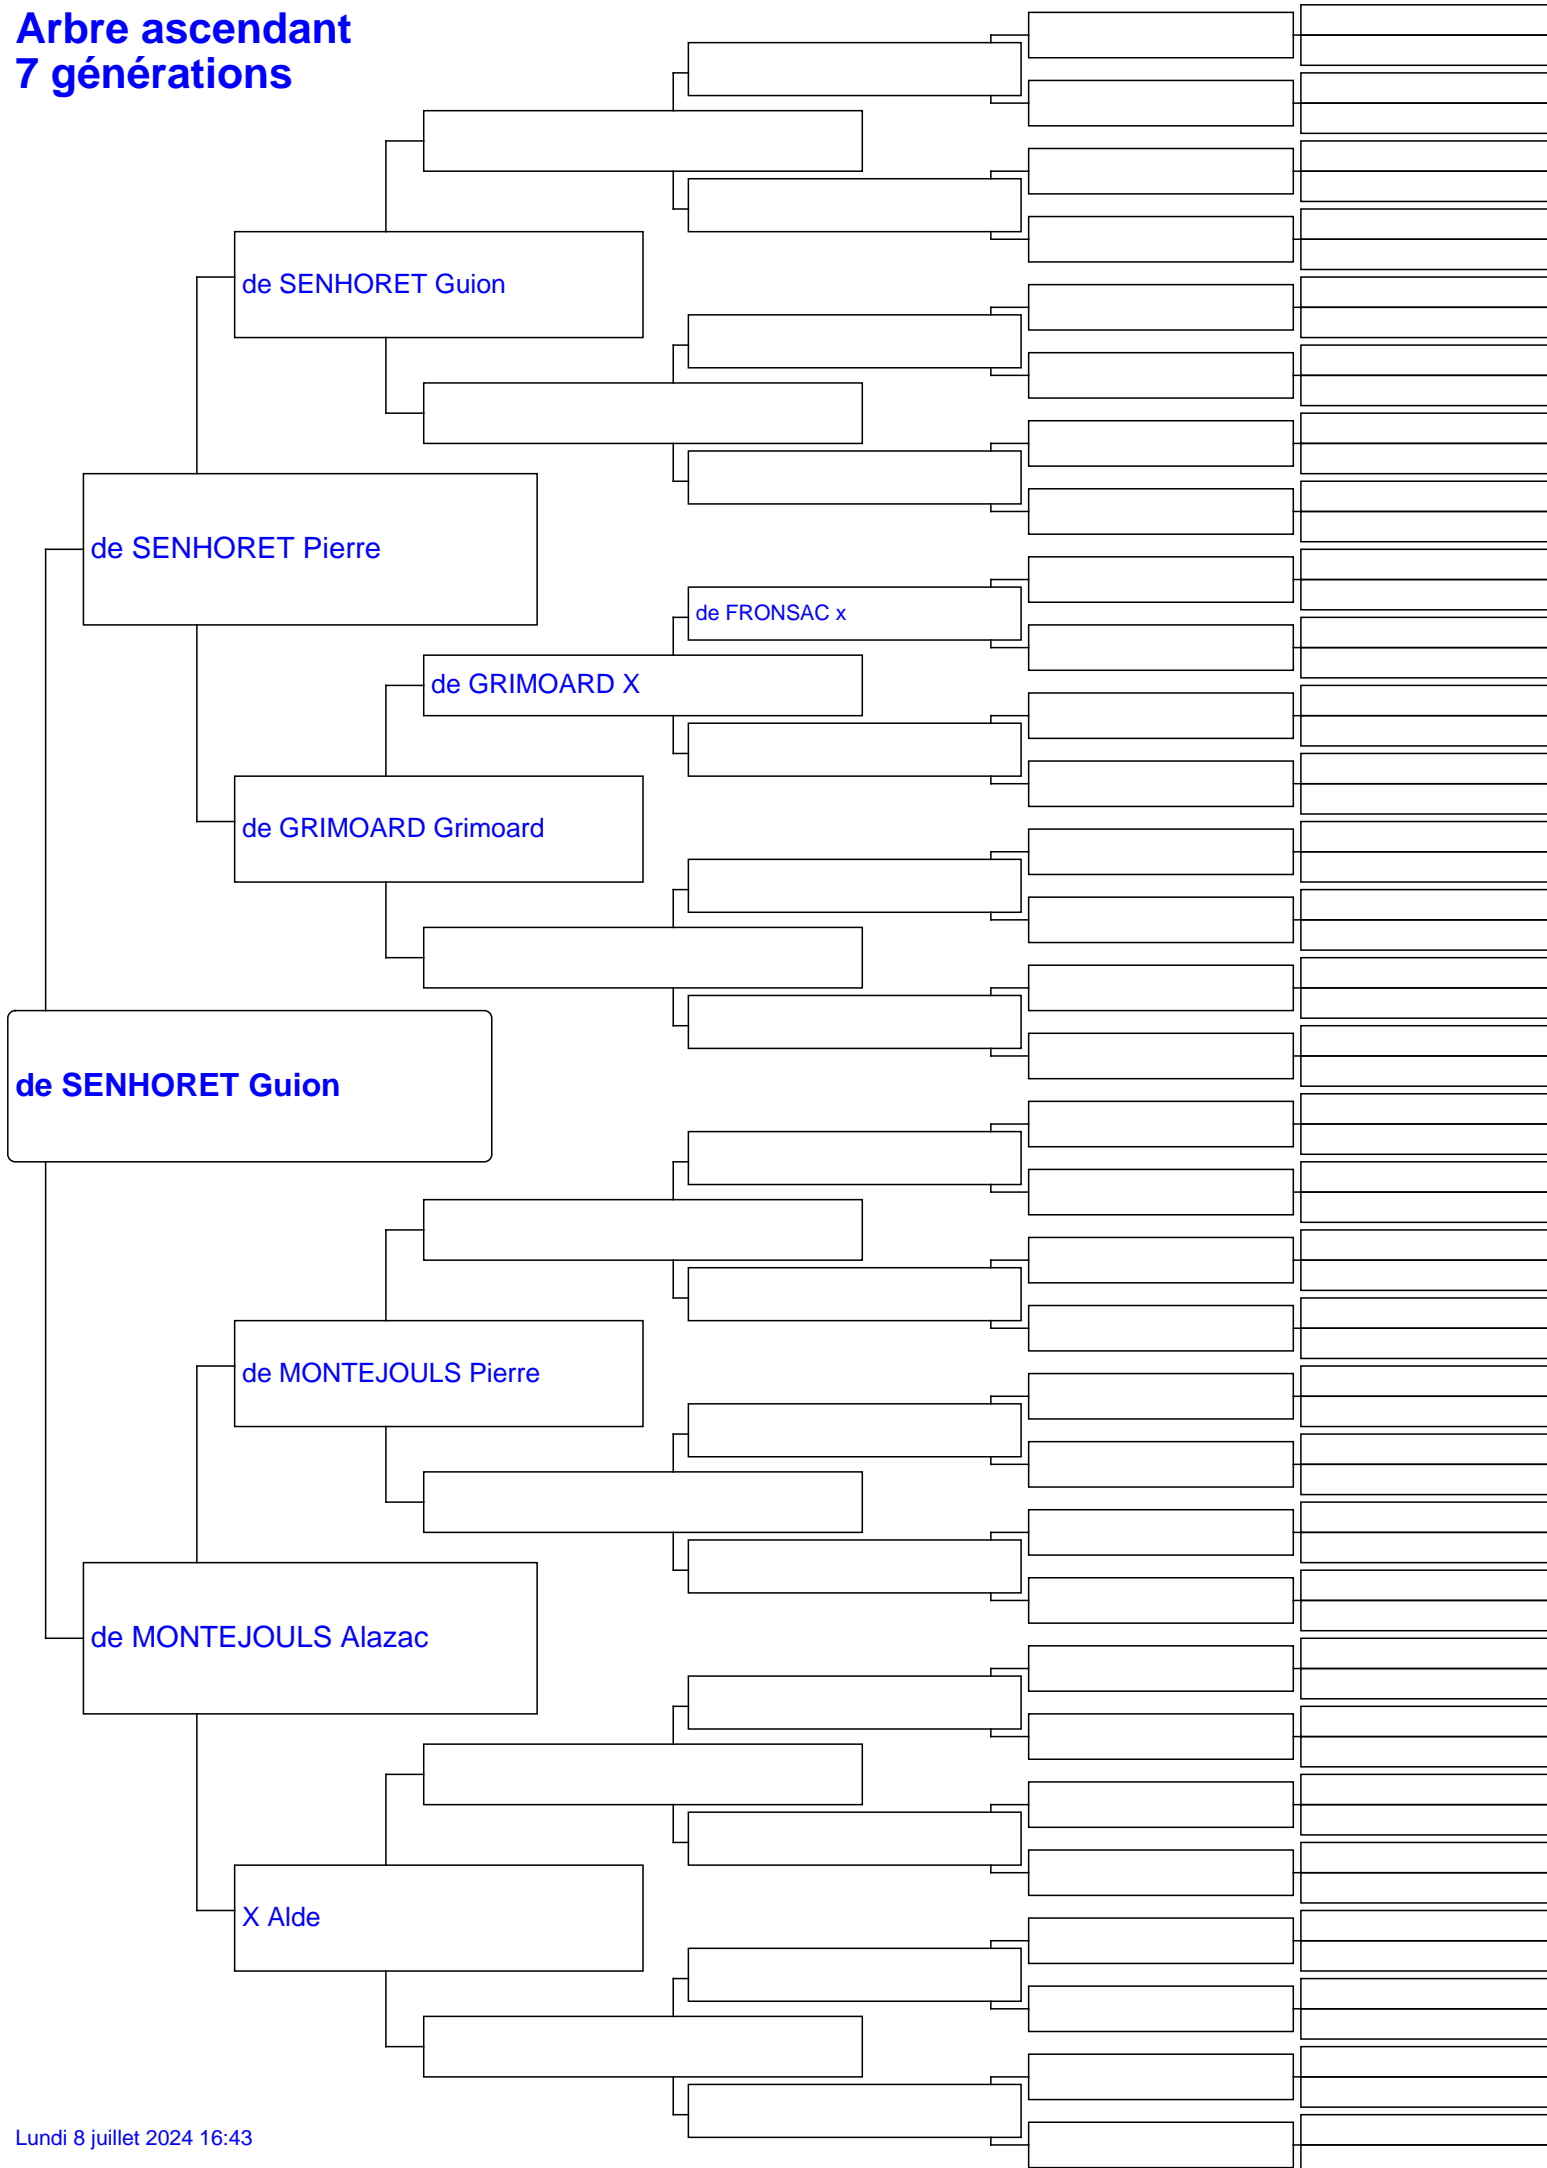 Arbre ascendant
7 générations
de SENHORET Guion
de SENHORET Pierre
de FRONSAC x
de GRIMOARD X
de GRIMOARD Grimoard
de SENHORET Guion
de MONTEJOULS Pierre
de MONTEJOULS Alazac
X Alde
Lundi 8 juillet 2024 16:43